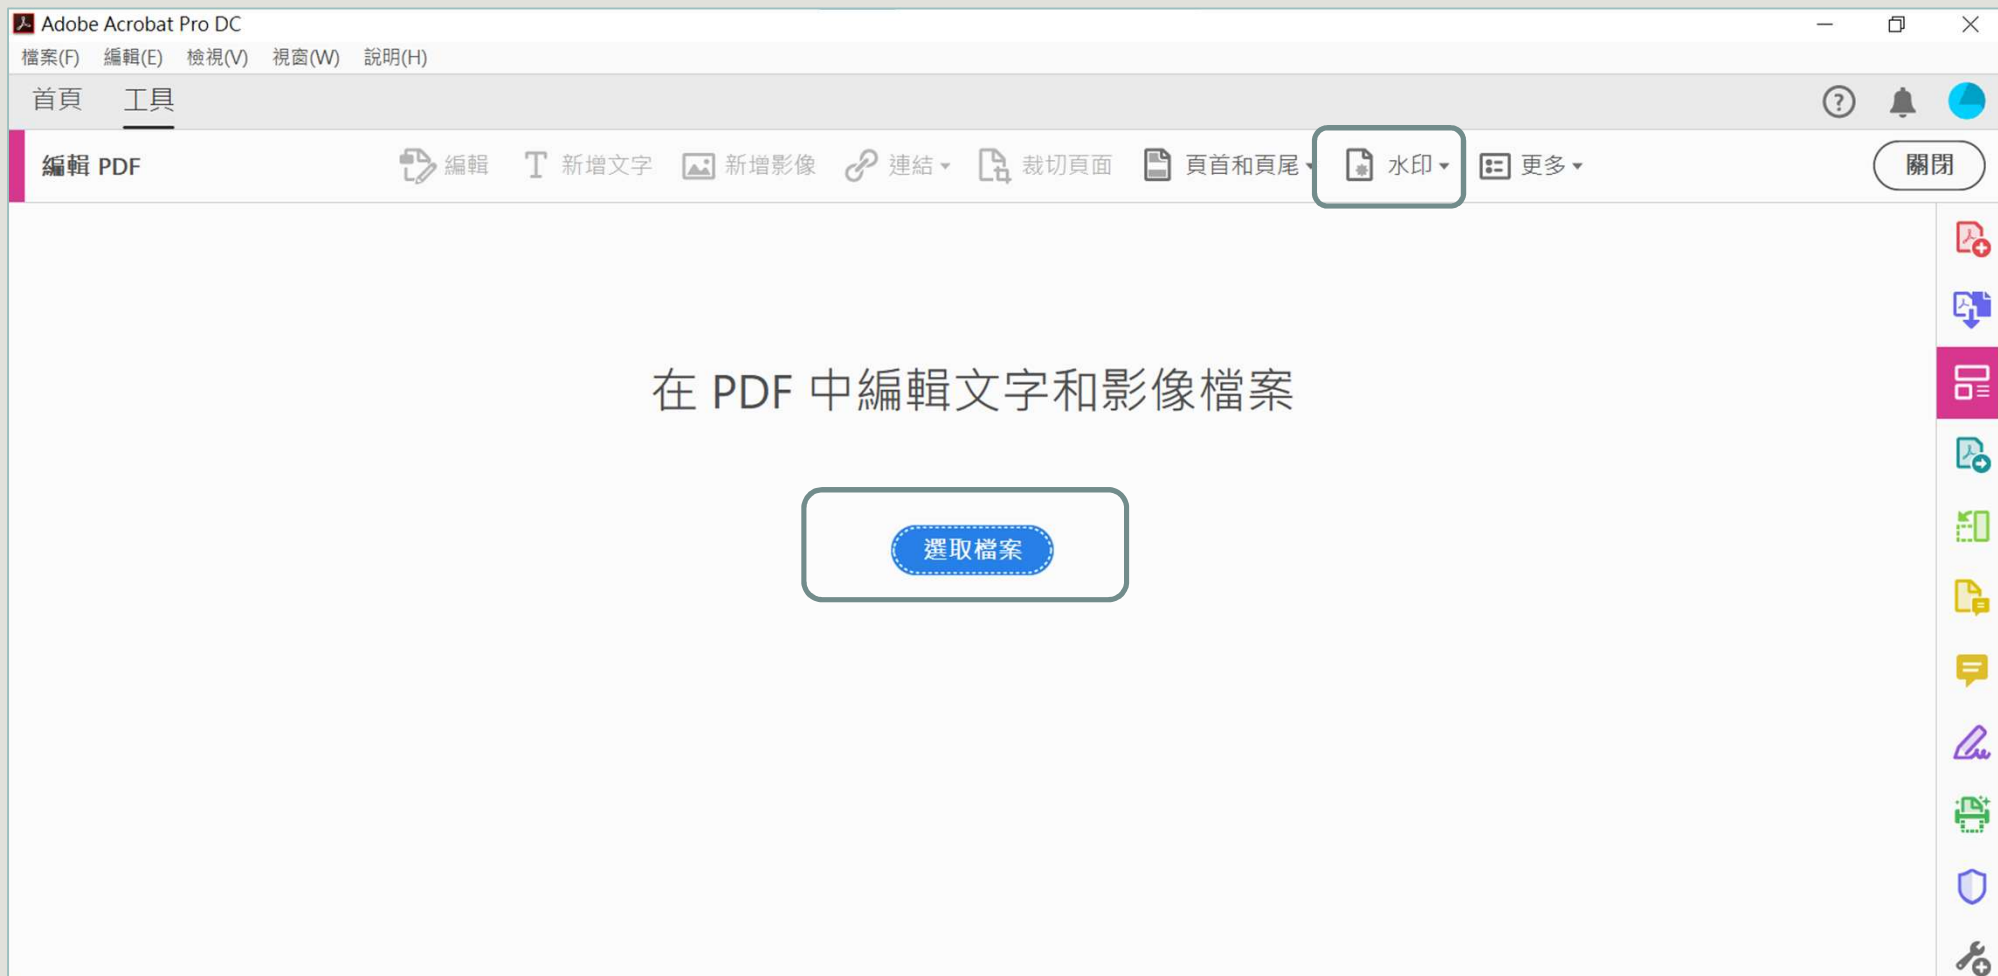 Adobe Acrobat Pro DC
檔案(F) 編輯(E) 檢視(V) 視窗(W) 說明(H)
首頁 工具
編輯 PDF 編輯 新增文字 新增影像 連結 裁切頁面 頁首和頁尾 水印 更多 關閉
在 PDF 中編輯文字和影像檔案
選取檔案